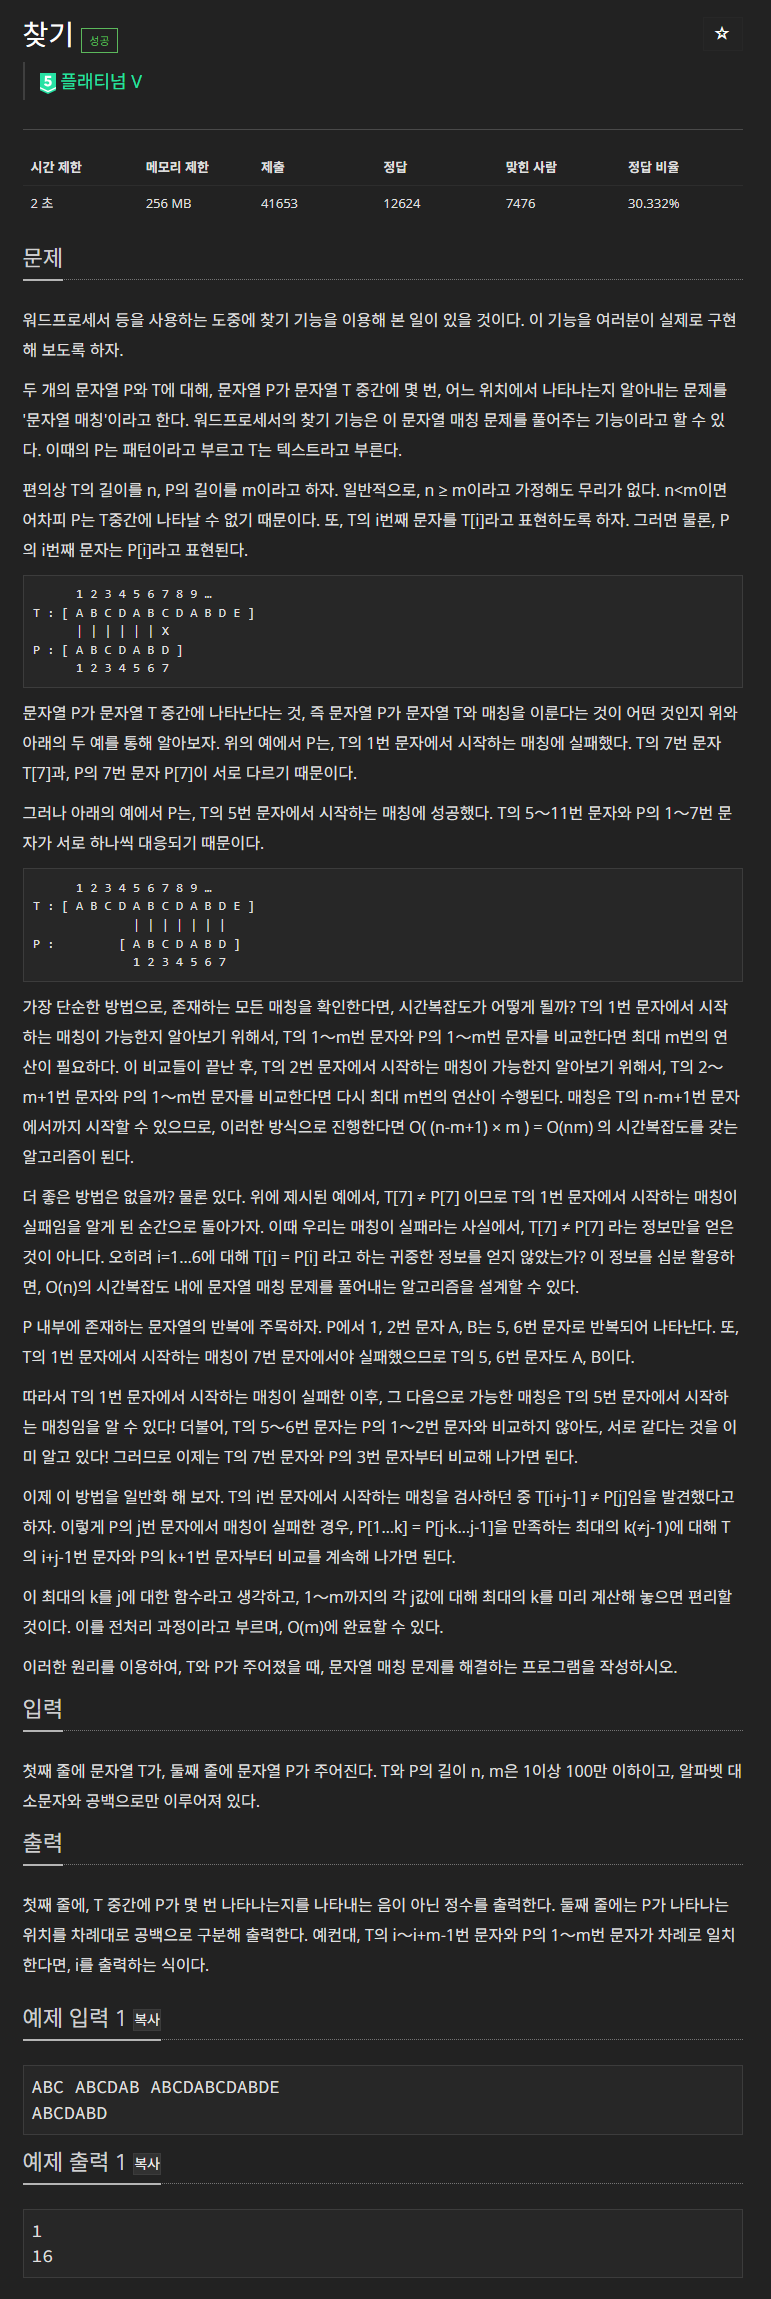 찾기 성공
☆
5 플래티넘 V
시간 제한 메모리 제한 제출 정답 맞힌 사람 정답 비율
2 초 256 MB 41653 12624 7476 30.332%
문제
워드프로세서 등을 사용하는 도중에 찾기 기능을 이용해 본 일이 있을 것이다. 이 기능을 여러분이 실제로 구현
해 보도록 하자.
두 개의 문자열 P와 T에 대해, 문자열 P가 문자열 T 중간에 몇 번, 어느 위치에서 나타나는지 알아내는 문제를
'문자열 매칭'이라고 한다. 워드프로세서의 찾기 기능은 이 문자열 매칭 문제를 풀어주는 기능이라고 할 수 있
다. 이때의 P는 패턴이라고 부르고 T는 텍스트라고 부른다.
편의상 T의 길이를 n, P의 길이를 m이라고 하자. 일반적으로, n ≥ m이라고 가정해도 무리가 없다. n<m이면
어차피 P는 T중간에 나타날 수 없기 때문이다. 또, T의 i번째 문자를 T[i]라고 표현하도록 하자. 그러면 물론, P
의 i번째 문자는 P[i]라고 표현된다.
1 2 3 4 5 6 7 8 9 …
T : [ A B C D A B C D A B D E ]
| | | | | | X
P : [ A B C D A B D ]
1 2 3 4 5 6 7
문자열 P가 문자열 T 중간에 나타난다는 것, 즉 문자열 P가 문자열 T와 매칭을 이룬다는 것이 어떤 것인지 위와
아래의 두 예를 통해 알아보자. 위의 예에서 P는, T의 1번 문자에서 시작하는 매칭에 실패했다. T의 7번 문자
T[7]과, P의 7번 문자 P[7]이 서로 다르기 때문이다.
그러나 아래의 예에서 P는, T의 5번 문자에서 시작하는 매칭에 성공했다. T의 5～11번 문자와 P의 1～7번 문
자가 서로 하나씩 대응되기 때문이다.
1 2 3 4 5 6 7 8 9 …
T : [ A B C D A B C D A B D E ]
| | | | | | |
P : [ A B C D A B D ]
1 2 3 4 5 6 7
가장 단순한 방법으로, 존재하는 모든 매칭을 확인한다면, 시간복잡도가 어떻게 될까? T의 1번 문자에서 시작
하는 매칭이 가능한지 알아보기 위해서, T의 1～m번 문자와 P의 1～m번 문자를 비교한다면 최대 m번의 연
산이 필요하다. 이 비교들이 끝난 후, T의 2번 문자에서 시작하는 매칭이 가능한지 알아보기 위해서, T의 2～
m+1번 문자와 P의 1～m번 문자를 비교한다면 다시 최대 m번의 연산이 수행된다. 매칭은 T의 n-m+1번 문자
에서까지 시작할 수 있으므로, 이러한 방식으로 진행한다면 O( (n-m+1) × m ) = O(nm) 의 시간복잡도를 갖는
알고리즘이 된다.
더 좋은 방법은 없을까? 물론 있다. 위에 제시된 예에서, T[7] ≠ P[7] 이므로 T의 1번 문자에서 시작하는 매칭이
실패임을 알게 된 순간으로 돌아가자. 이때 우리는 매칭이 실패라는 사실에서, T[7] ≠ P[7] 라는 정보만을 얻은
것이 아니다. 오히려 i=1…6에 대해 T[i] = P[i] 라고 하는 귀중한 정보를 얻지 않았는가? 이 정보를 십분 활용하
면, O(n)의 시간복잡도 내에 문자열 매칭 문제를 풀어내는 알고리즘을 설계할 수 있다.
P 내부에 존재하는 문자열의 반복에 주목하자. P에서 1, 2번 문자 A, B는 5, 6번 문자로 반복되어 나타난다. 또,
T의 1번 문자에서 시작하는 매칭이 7번 문자에서야 실패했으므로 T의 5, 6번 문자도 A, B이다.
따라서 T의 1번 문자에서 시작하는 매칭이 실패한 이후, 그 다음으로 가능한 매칭은 T의 5번 문자에서 시작하
는 매칭임을 알 수 있다! 더불어, T의 5～6번 문자는 P의 1～2번 문자와 비교하지 않아도, 서로 같다는 것을 이
미 알고 있다! 그러므로 이제는 T의 7번 문자와 P의 3번 문자부터 비교해 나가면 된다.
이제 이 방법을 일반화 해 보자. T의 i번 문자에서 시작하는 매칭을 검사하던 중 T[i+j-1] ≠ P[j]임을 발견했다고
하자. 이렇게 P의 j번 문자에서 매칭이 실패한 경우, P[1…k] = P[j-k…j-1]을 만족하는 최대의 k(≠j-1)에 대해 T
의 i+j-1번 문자와 P의 k+1번 문자부터 비교를 계속해 나가면 된다.
이 최대의 k를 j에 대한 함수라고 생각하고, 1～m까지의 각 j값에 대해 최대의 k를 미리 계산해 놓으면 편리할
것이다. 이를 전처리 과정이라고 부르며, O(m)에 완료할 수 있다.
이러한 원리를 이용하여, T와 P가 주어졌을 때, 문자열 매칭 문제를 해결하는 프로그램을 작성하시오.
입력
첫째 줄에 문자열 T가, 둘째 줄에 문자열 P가 주어진다. T와 P의 길이 n, m은 1이상 100만 이하이고, 알파벳 대
소문자와 공백으로만 이루어져 있다.
출력
첫째 줄에, T 중간에 P가 몇 번 나타나는지를 나타내는 음이 아닌 정수를 출력한다. 둘째 줄에는 P가 나타나는
위치를 차례대로 공백으로 구분해 출력한다. 예컨대, T의 i～i+m-1번 문자와 P의 1～m번 문자가 차례로 일치
한다면, i를 출력하는 식이다.
예제 입력 1 복사
ABC ABCDAB ABCDABCDABDE
ABCDABD
예제 출력 1 복사
1
16